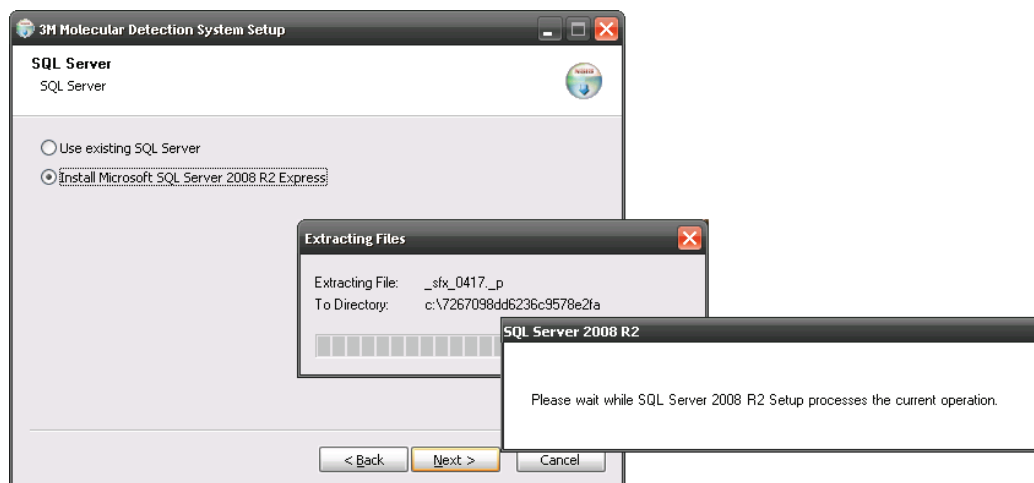 3M Molecular Detection System Setup
SQL Server
SQL Server
Use existing SQL Server
Install Microsoft SQL Server 2008 R2 Express
Extracting Files
Extracting File: _sfx_0417._p
To Directory: c:\7267098dd6236c9578e2fa
SQL Server 2008 R2
Please wait while SQL Server 2008 R2 Setup processes the current operation.
< Back Next > Cancel